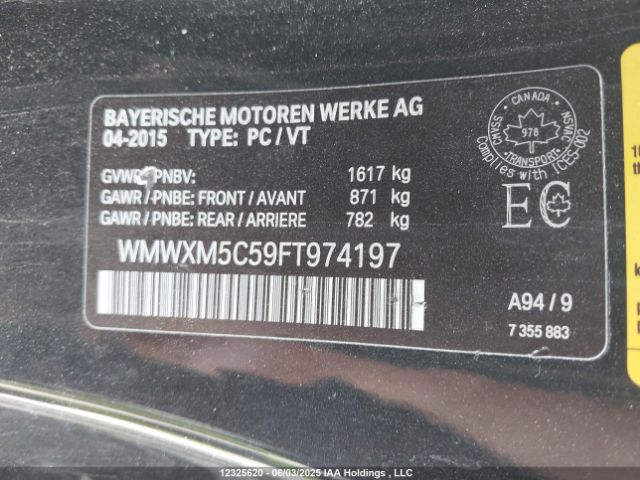 BAYERISCHE MOTOREN WERKE AG
04-2015 TYPE: PC / VT
GVWR / PNBV: 1617 kg
GAWR / PNBE: FRONT / AVANT 871 kg
GAWR / PNBE: REAR / ARRIERE 782 kg
WMWXM5C59FT974197
CANADA
978
TRANSPORT
CMVSS
NSVAC
Complies with / ICES-002
EC
A94 / 9
7 355 883
12325620 - 06/03/2025 IAA Holdings , LLC